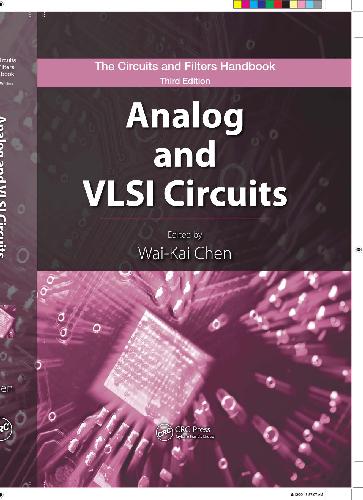 The Circuits and Filters Handbook
Third Edition
Analog
and
VLSI Circuits
Edited by
Wai-Kai Chen
CRC
CRC Press
Analog and VLSI Circuits